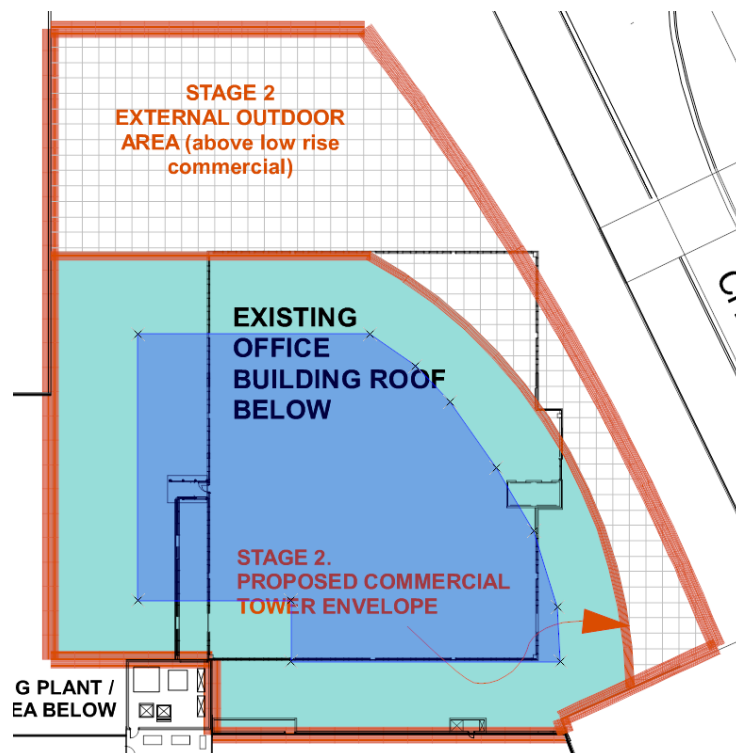 STAGE 2
EXTERNAL OUTDOOR
AREA (above low rise
commercial)
EXISTING
OFFICE
BUILDING ROOF
BELOW
STAGE 2.
PROPOSED COMMERCIAL
TOWER ENVELOPE
G PLANT /
EA BELOW